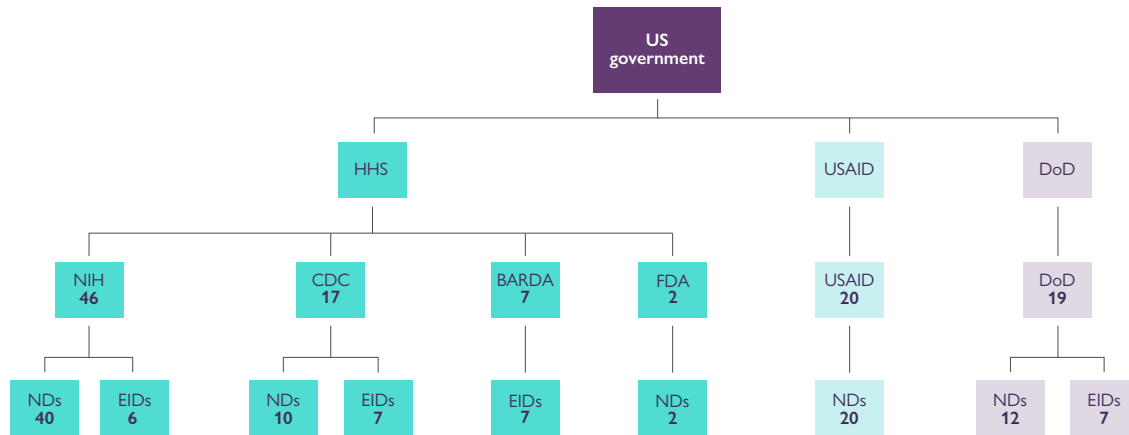 US
government
HHS
USAID
DoD
NIH
46
CDC
17
BARDA
7
FDA
2
USAID
20
DoD
19
NDs
40
EIDs
6
NDs
10
EIDs
7
EIDs
7
NDs
2
NDs
20
NDs
12
EIDs
7